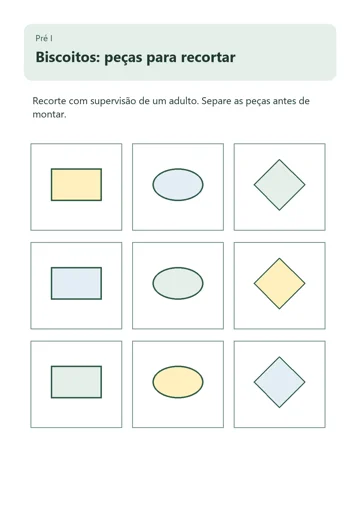 Pré I
Biscoitos: peças para recortar
Recorte com supervisão de um adulto. Separe as peças antes de
montar.